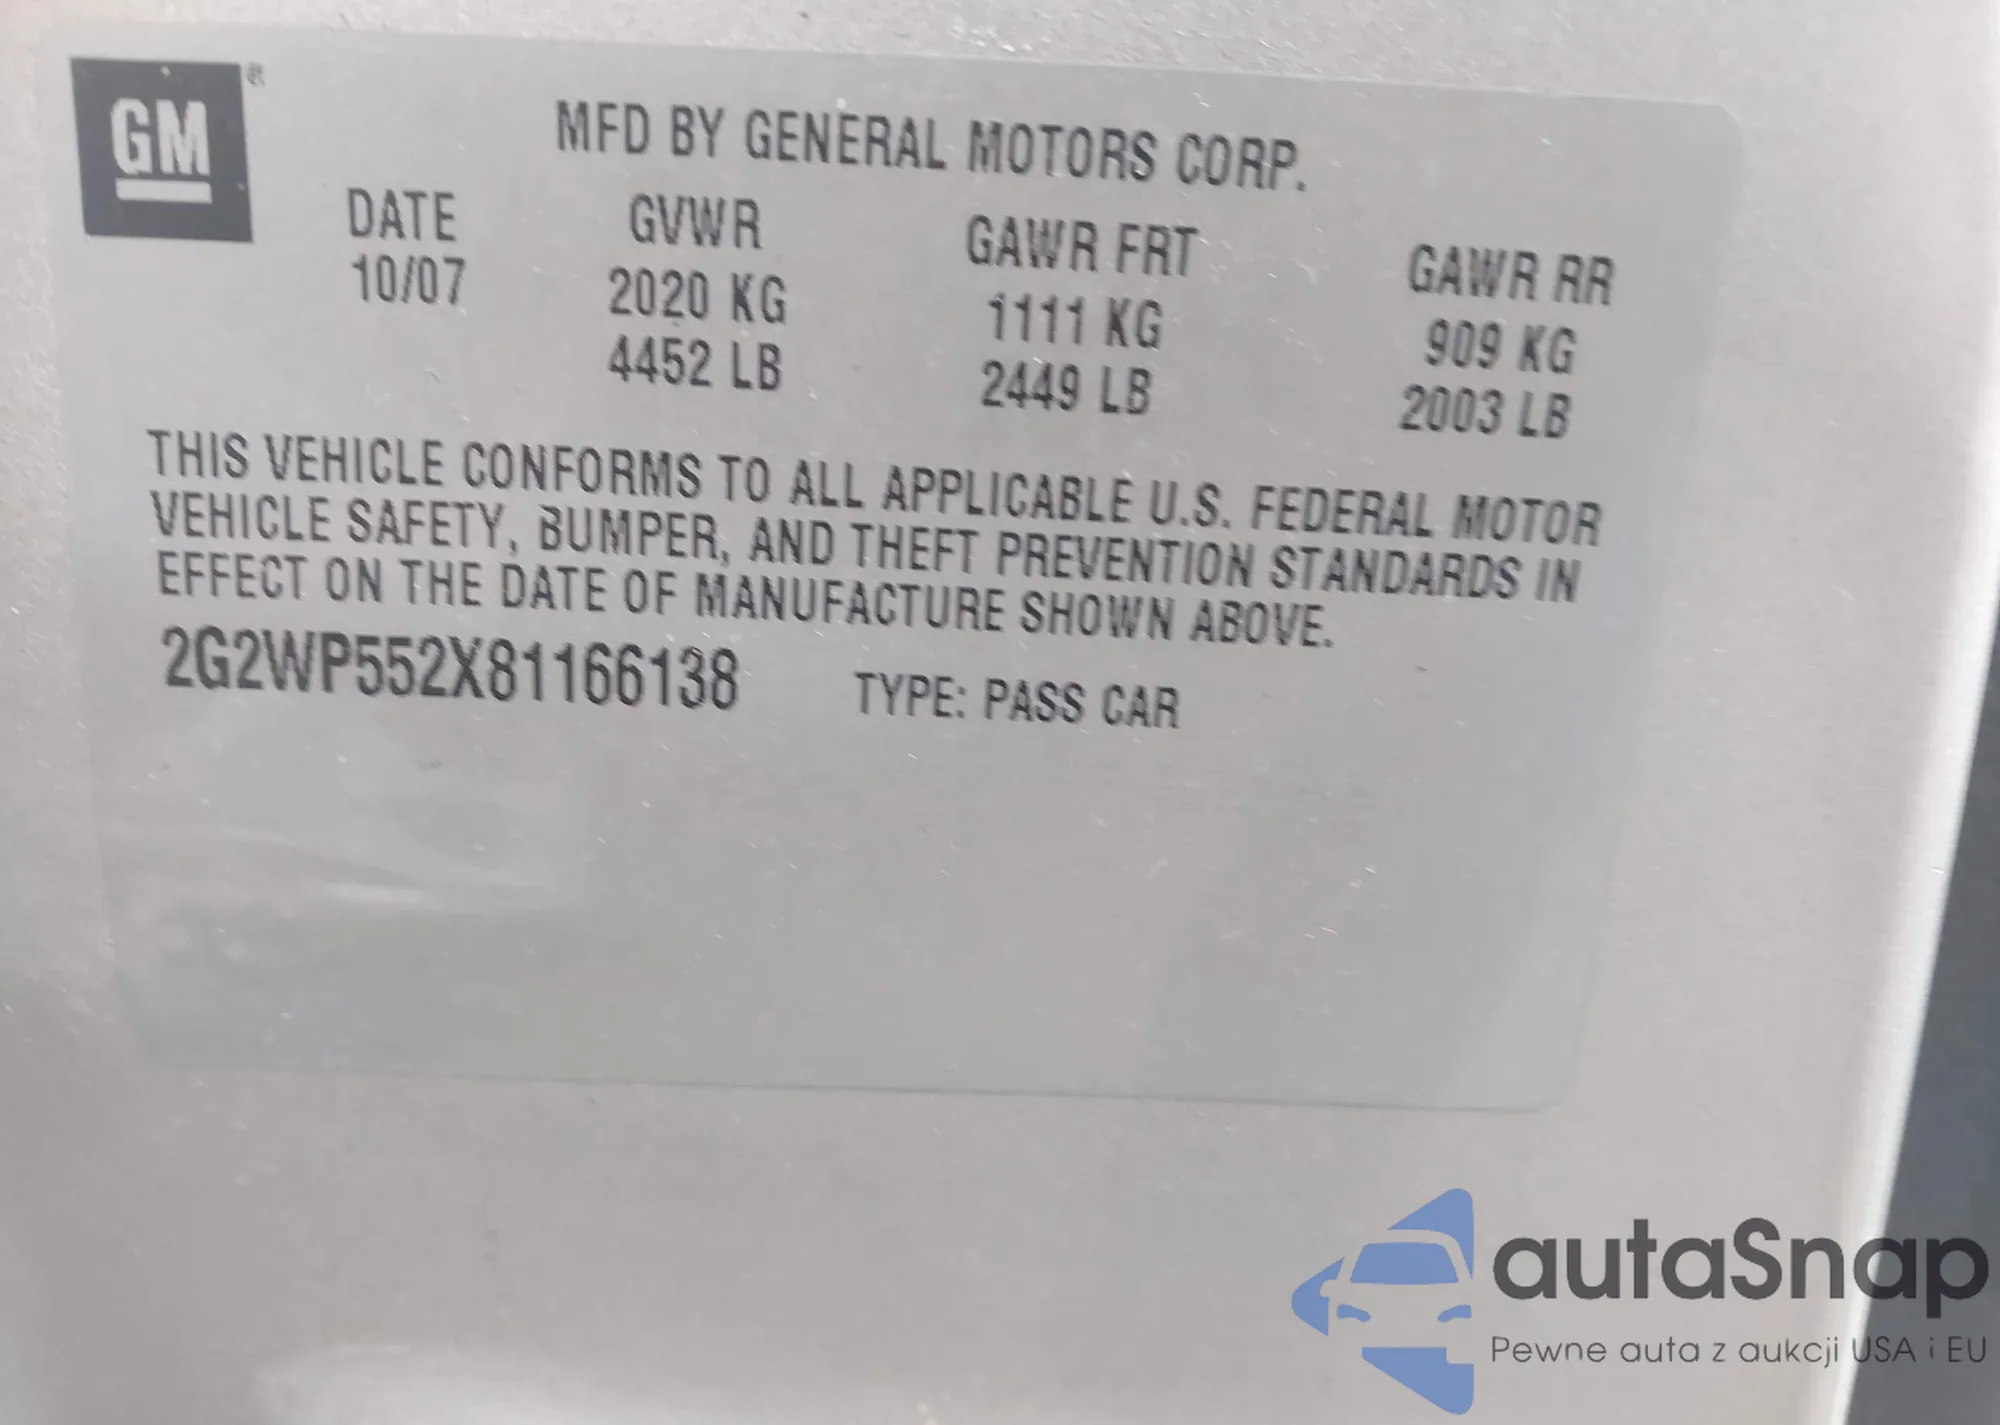 GM
MFD BY GENERAL MOTORS CORP.
DATE GVWR GAWR FRT GAWR RR
10/07 2020 KG 1111 KG 909 KG
4452 LB 2449 LB 2003 LB
THIS VEHICLE CONFORMS TO ALL APPLICABLE U.S. FEDERAL MOTOR
VEHICLE SAFETY, BUMPER, AND THEFT PREVENTION STANDARDS IN
EFFECT ON THE DATE OF MANUFACTURE SHOWN ABOVE.
2G2WP552X81166138 TYPE: PASS CAR
autaSnap
Pewne auta z aukcji USA i EU